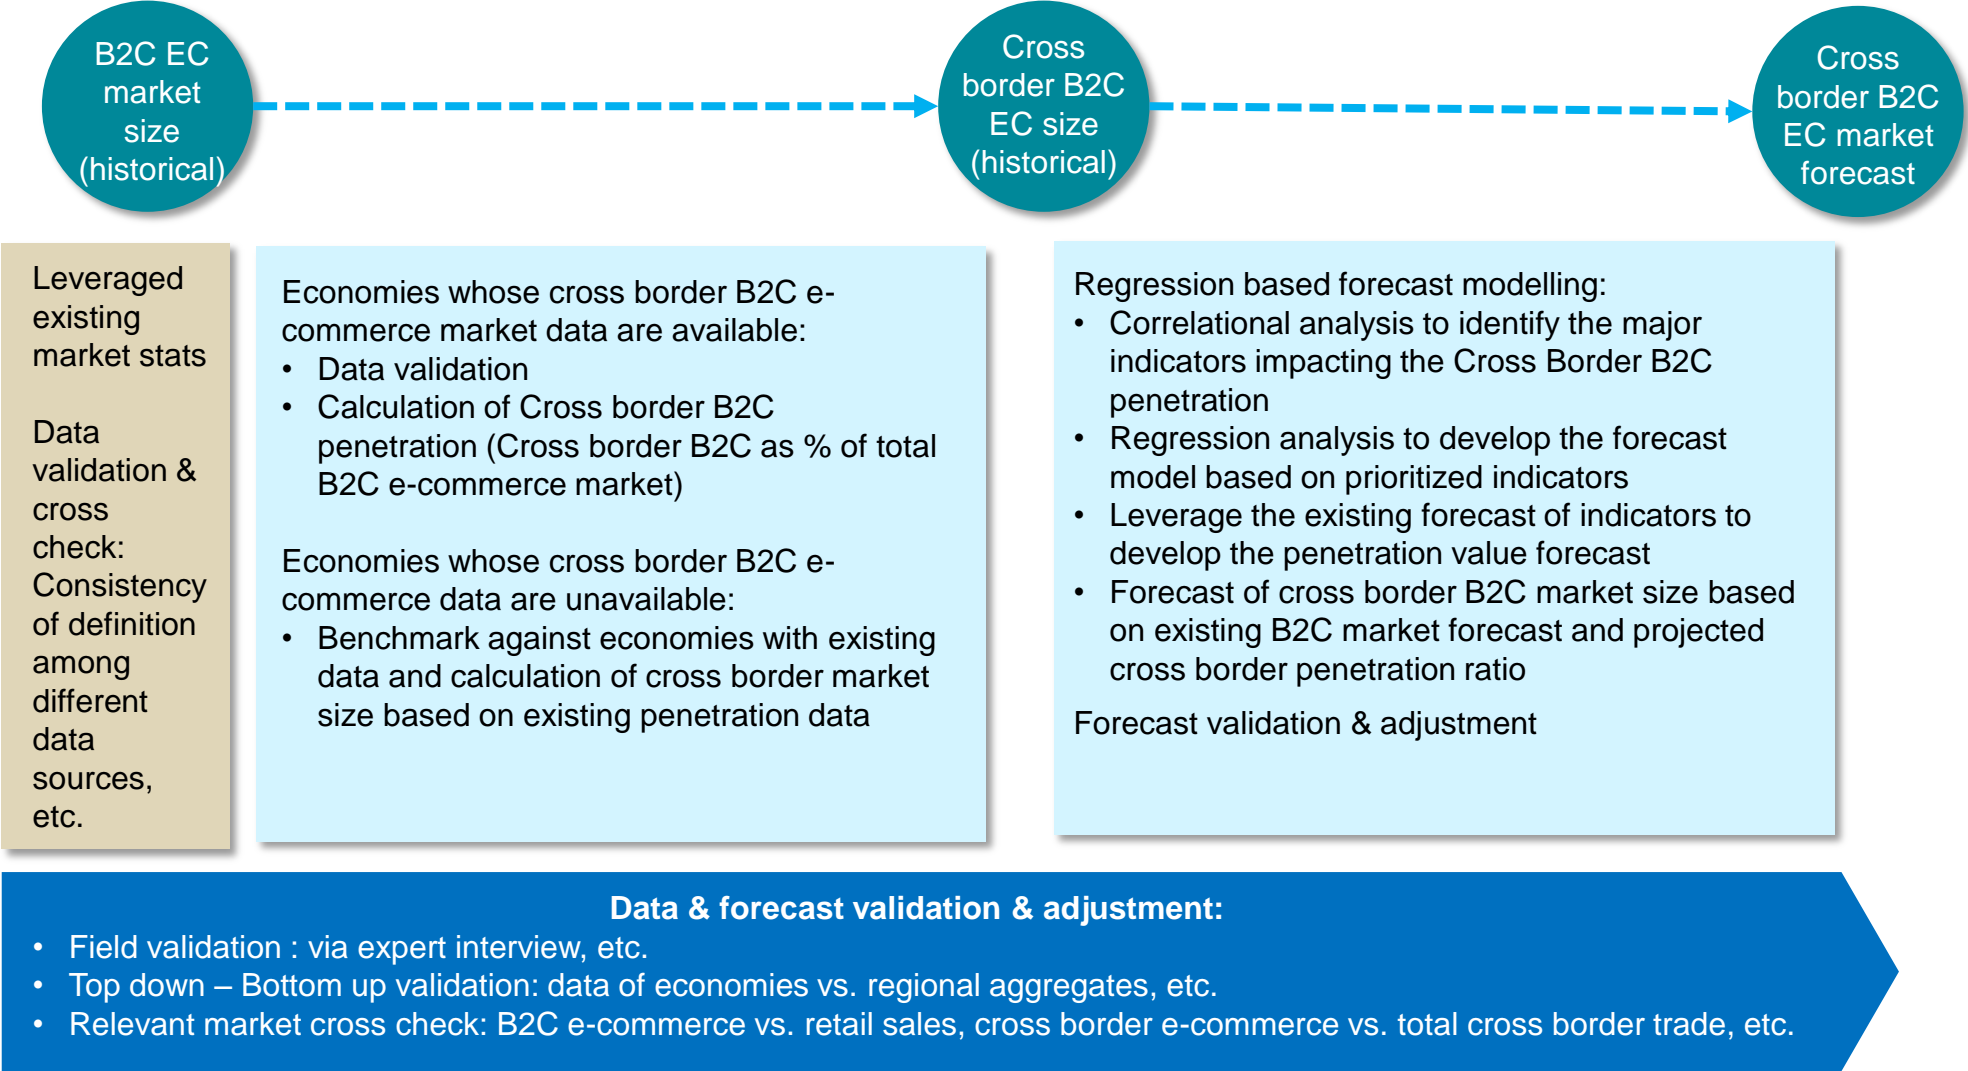 B2C EC
market
size
(historical)
Cross
border B2C
EC size
(historical)
Cross
border B2C
EC market
forecast
Leveraged
existing
market stats
Data
validation &
cross
check:
Consistency
of definition
among
different
data
sources,
etc.
Economies whose cross border B2C e-
commerce market data are available:
• Data validation
• Calculation of Cross border B2C
penetration (Cross border B2C as % of total
B2C e-commerce market)
Economies whose cross border B2C e-
commerce data are unavailable:
• Benchmark against economies with existing
data and calculation of cross border market
size based on existing penetration data
Regression based forecast modelling:
• Correlational analysis to identify the major
indicators impacting the Cross Border B2C
penetration
• Regression analysis to develop the forecast
model based on prioritized indicators
• Leverage the existing forecast of indicators to
develop the penetration value forecast
• Forecast of cross border B2C market size based
on existing B2C market forecast and projected
cross border penetration ratio
Forecast validation & adjustment
Data & forecast validation & adjustment:
• Field validation : via expert interview, etc.
• Top down – Bottom up validation: data of economies vs. regional aggregates, etc.
• Relevant market cross check: B2C e-commerce vs. retail sales, cross border e-commerce vs. total cross border trade, etc.